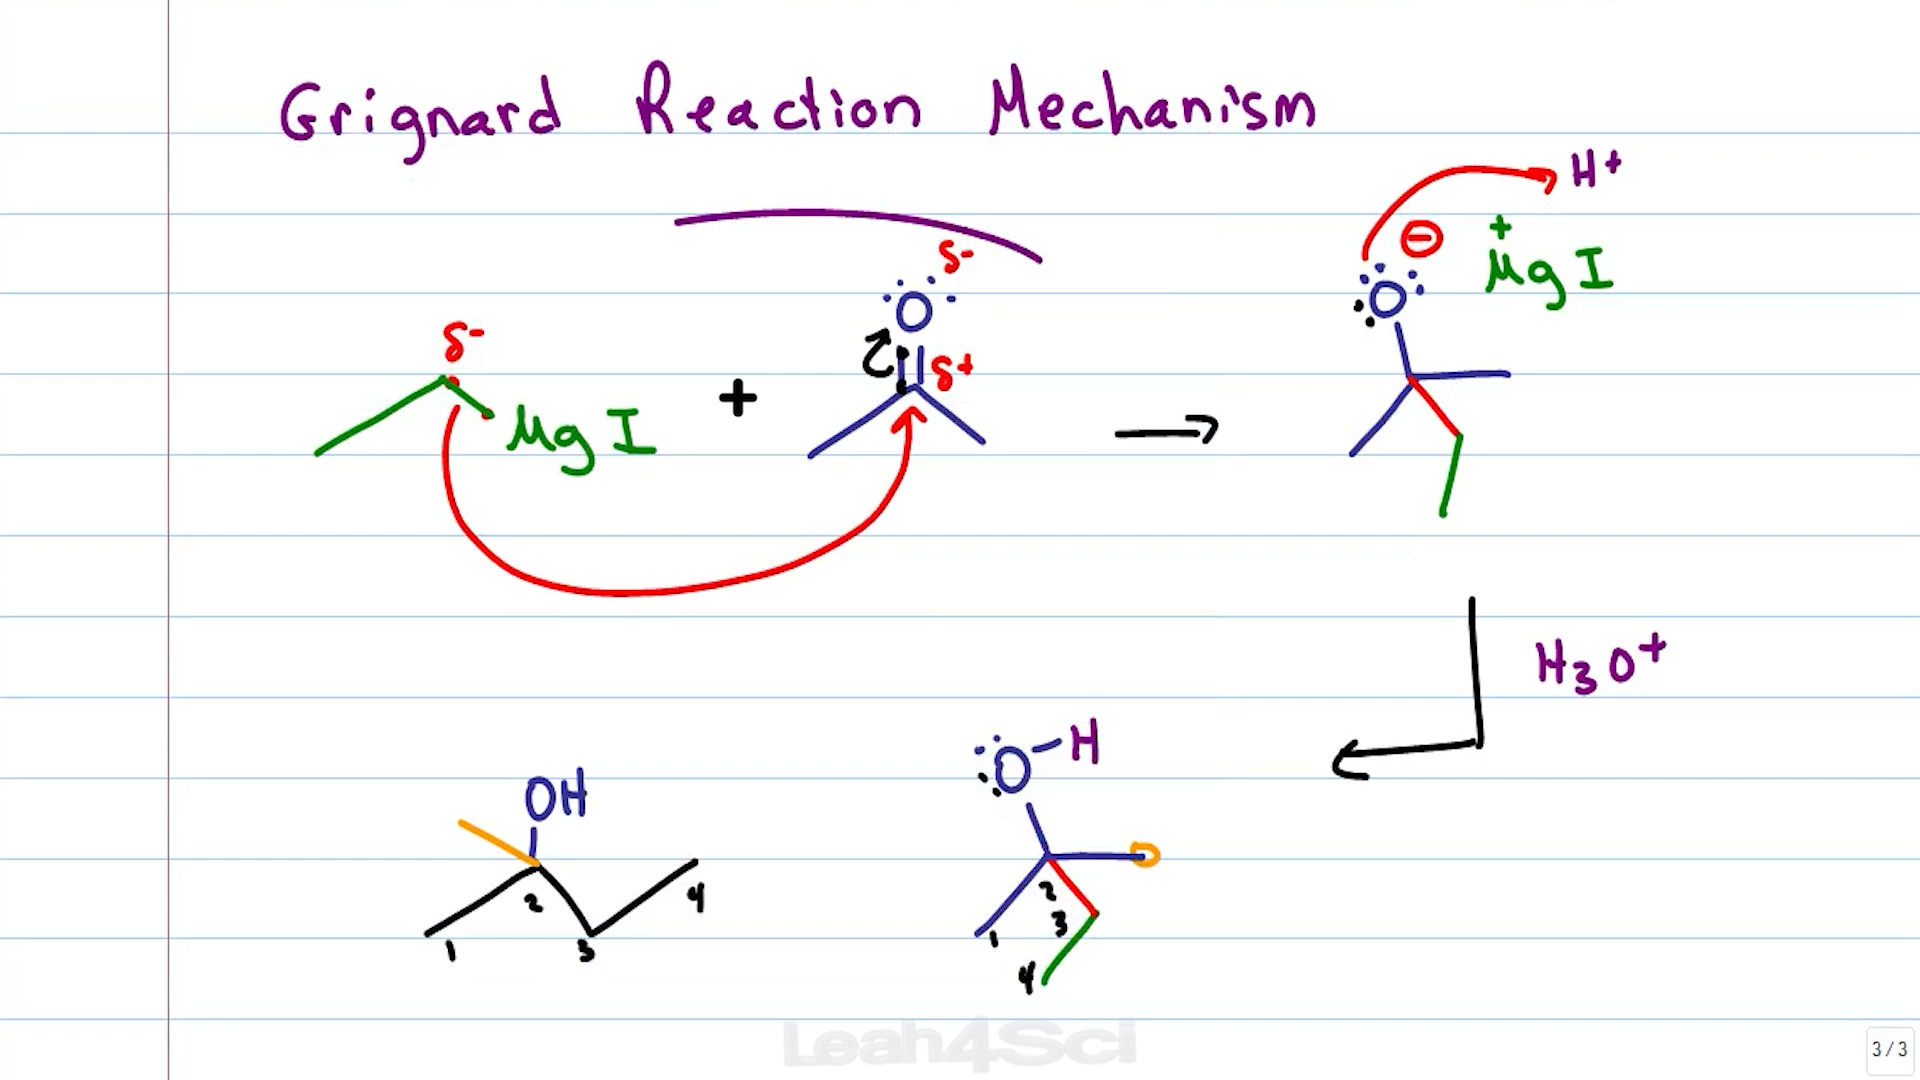 Grignard Reaction Mechanism
H+
δ- ⊖ +
O MgI
δ-
O
δ+
MgI + →
O
H₃O+
O-H
OH
2 4 2
1 3 1 3
4
Leah4Sci
3/3